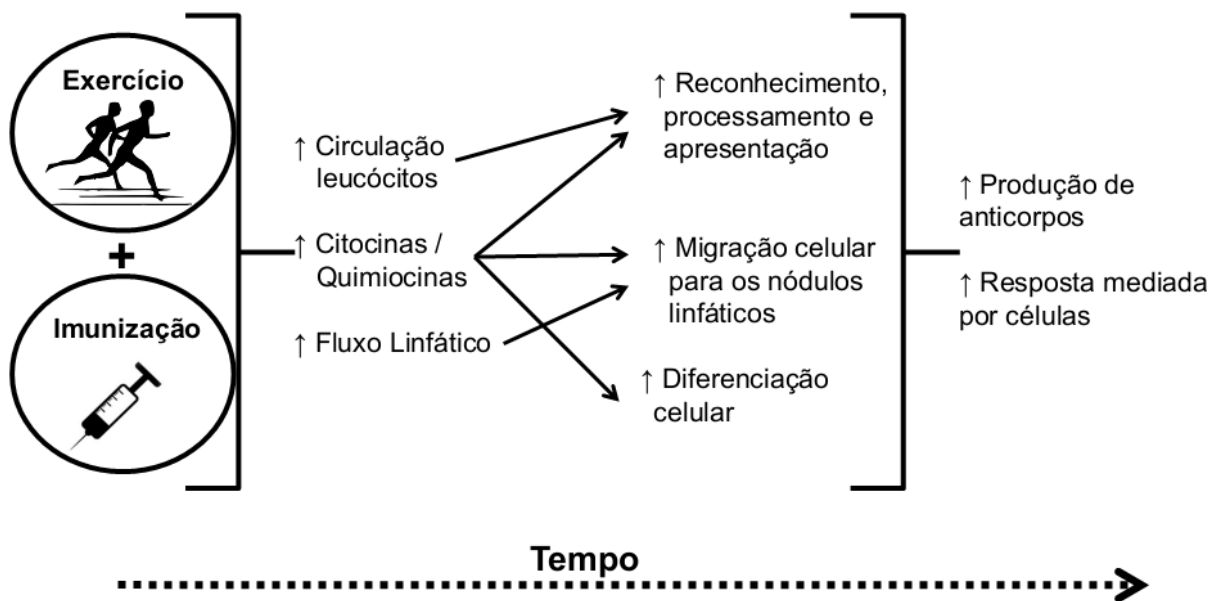 Exercício
+
Imunização
↑ Circulação
leucócitos
↑ Citocinas /
Quimiocinas
↑ Fluxo Linfático
↑ Reconhecimento,
processamento e
apresentação
↑ Migração celular
para os nódulos
linfáticos
↑ Diferenciação
celular
↑ Produção de
anticorpos
↑ Resposta mediada
por células
Tempo